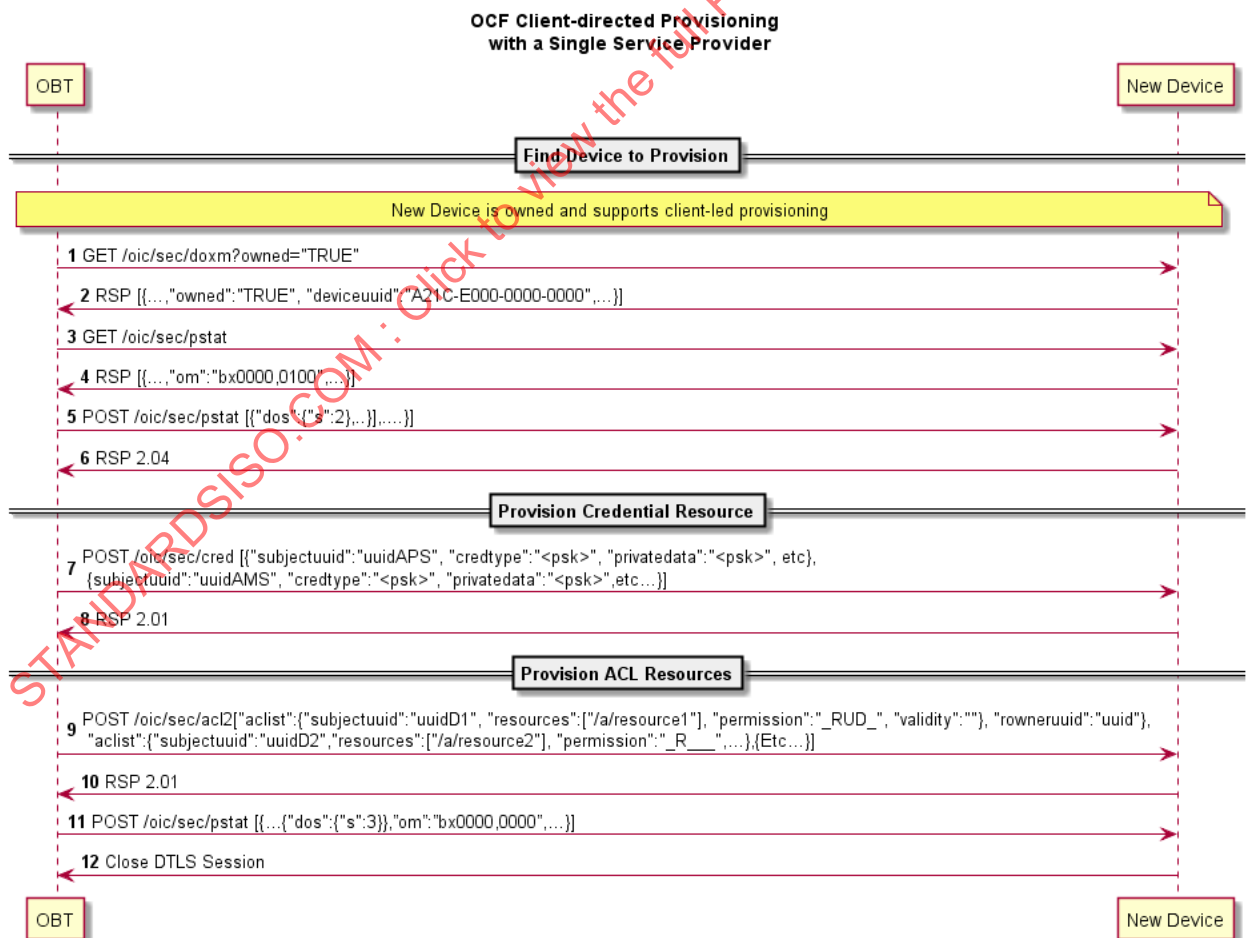 OCF Client-directed Provisioning
with a Single Service Provider
OBT
New Device
Find Device to Provision
New Device is owned and supports client-led provisioning
1 GET /oic/sec/doxm?owned="TRUE"
2 RSP [{...,"owned":"TRUE", "deviceuuid":"A21C-E000-0000-0000",...}]
3 GET /oic/sec/pstat
4 RSP [{...,"om":"bx0000,0100",...}]
5 POST /oic/sec/pstat [{"dos":{"s":2},..}],....}]
6 RSP 2.04
Provision Credential Resource
7 POST /oic/sec/cred [{"subjectuuid":"uuidAPS", "credtype":"<psk>", "privatedata":"<psk>", etc},
{subjectuuid":"uuidAMS", "credtype":"<psk>", "privatedata":"<psk>",etc...}]
8 RSP 2.01
Provision ACL Resources
9 POST /oic/sec/acl2["aclist":{"subjectuuid":"uuidD1", "resources":["/a/resource1"], "permission":"_RUD_", "validity":""}, "rowneruuid":"uuid"},
"aclist":{"subjectuuid":"uuidD2","resources":["/a/resource2"], "permission":"_R___",...},{Etc...}]
10 RSP 2.01
11 POST /oic/sec/pstat [{...{"dos":{"s":3}},"om":"bx0000,0000",...}]
12 Close DTLS Session
OBT
New Device
STANDARDSISO.COM : Click to view the full